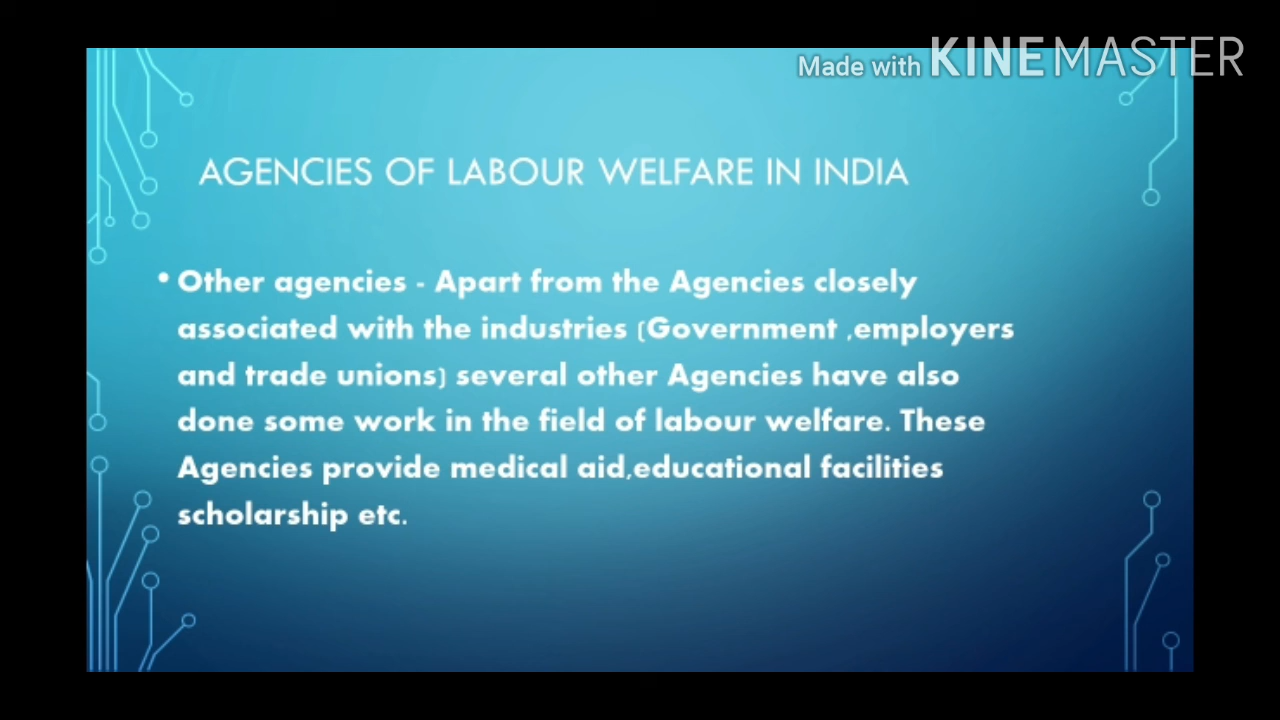 Made with KINEMASTER
AGENCIES OF LABOUR WELFARE IN INDIA
• Other agencies - Apart from the Agencies closely
associated with the industries (Government ,employers
and trade unions) several other Agencies have also
done some work in the field of labour welfare. These
Agencies provide medical aid,educational facilities
scholarship etc.